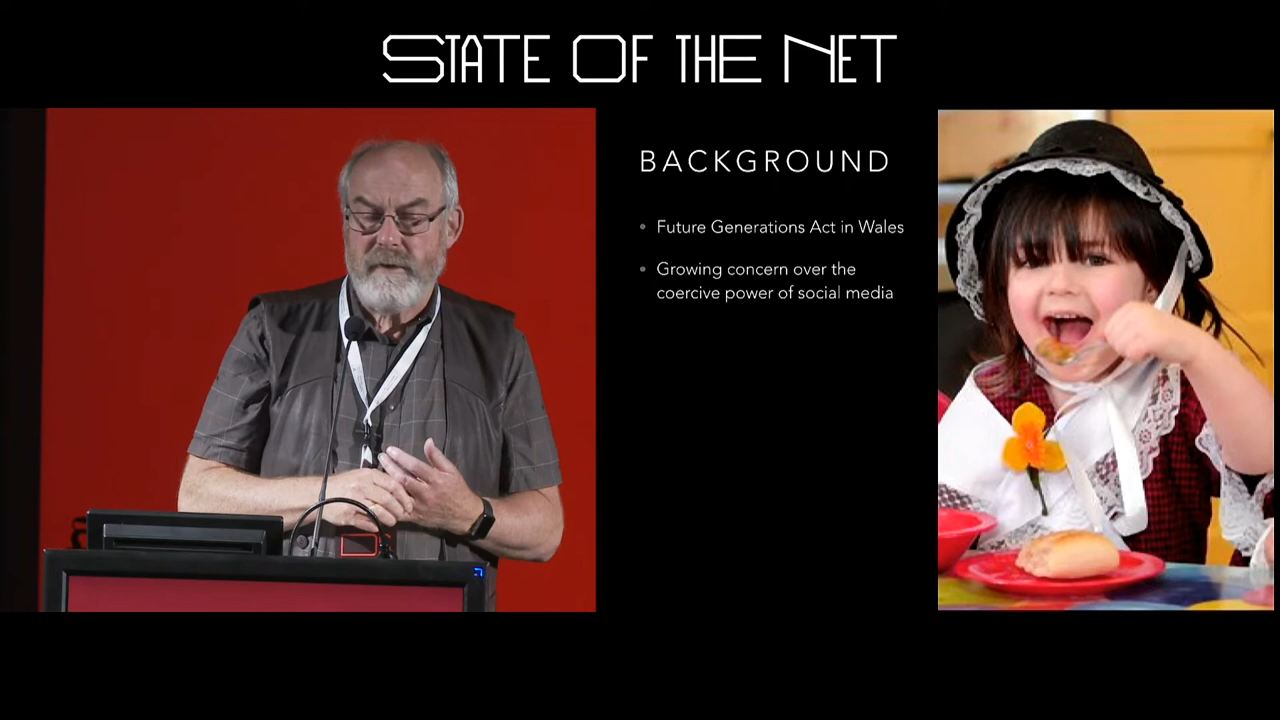 STATE OF THE NET
BACKGROUND
• Future Generations Act in Wales
• Growing concern over the
coercive power of social media